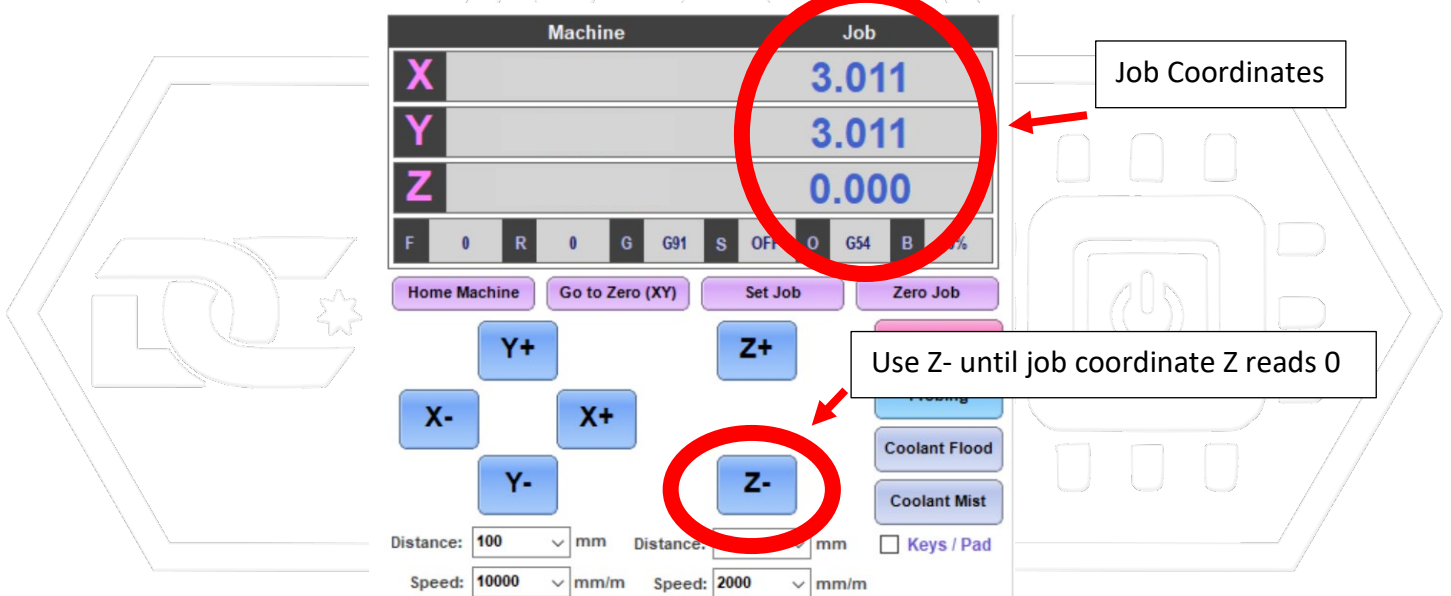 Machine Job
X 3.011
Job Coordinates
Y 3.011
Z 0.000
F 0 R 0 G G91 S OFF O G54 B %
Home Machine Go to Zero (XY) Set Job Zero Job
Y+ Z+
Use Z- until job coordinate Z reads 0
X- X+ Probing
Coolant Flood
Y- Z-
Coolant Mist
Distance: 100 mm Distance: mm Keys / Pad
Speed: 10000 mm/m Speed: 2000 mm/m